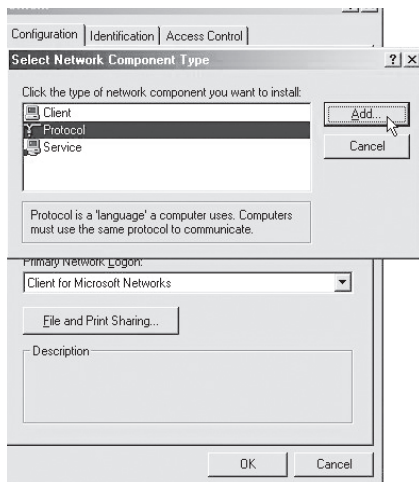 Configuration
Identification
Access Control
Select Network Component Type
Click the type of network component you want to install:
Client
Add...
Protocol
Service
Cancel
Protocol is a 'language' a computer uses. Computers
must use the same protocol to communicate.
Primary Network Logon:
Client for Microsoft Networks
File and Print Sharing...
Description
OK
Cancel